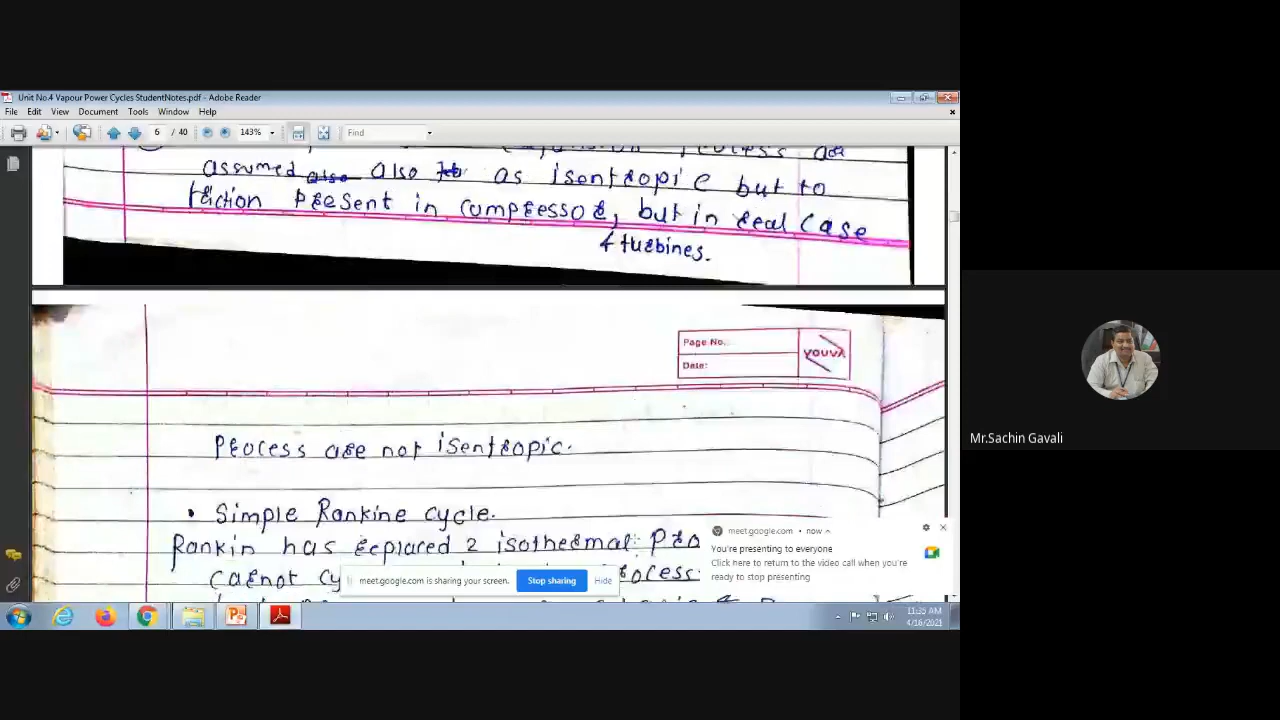 Unit No.4 Vapour Power Cycles StudentNotes.pdf - Adobe Reader
File Edit View Document Tools Window Help
6 / 40 143% Find
assumed also also as isentropic but to
friction present in compressor, but in real case
& turbines.
Page No.
Date:
YOUVA
Process are not isentropic.
• Simple Rankine cycle.
Rankin has replaced 2 isothermal pro
carnot cy
rocess
meet.google.com • now
You're presenting to everyone
Click here to return to the video call when you're
ready to stop presenting
meet.google.com is sharing your screen. Stop sharing Hide
11:35 AM
4/16/2021
Mr.Sachin Gavali